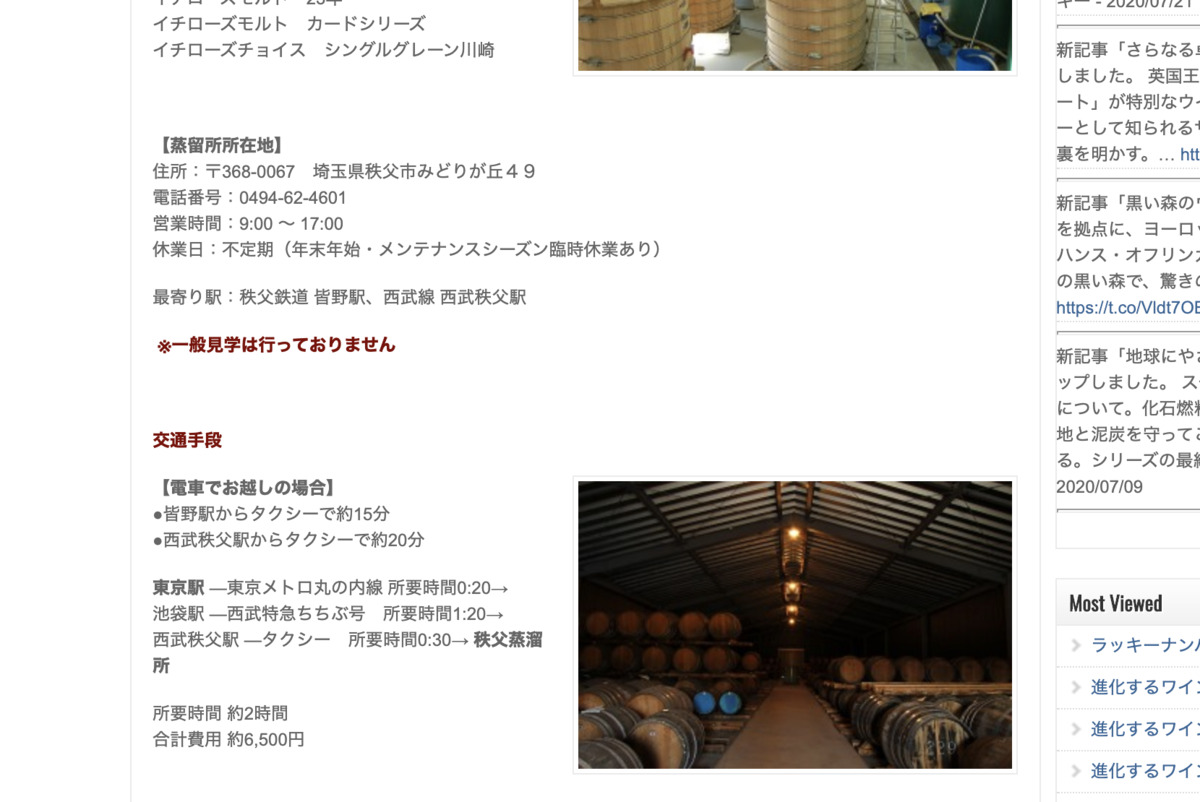 イチローズモルト 23年
イチローズモルト カードシリーズ
イチローズチョイス シングルグレーン川崎
【蒸留所所在地】
住所：〒368-0067 埼玉県秩父市みどりが丘４９
電話番号：0494-62-4601
営業時間：9:00 〜 17:00
休業日：不定期（年末年始・メンテナンスシーズン臨時休業あり）
最寄り駅：秩父鉄道 皆野駅、西武線 西武秩父駅
※一般見学は行っておりません
交通手段
【電車でお越しの場合】
●皆野駅からタクシーで約15分
●西武秩父駅からタクシーで約20分
東京駅 —東京メトロ丸の内線 所要時間0:20→
池袋駅 —西武特急ちちぶ号 所要時間1:20→
西武秩父駅 —タクシー 所要時間0:30→ 秩父蒸溜
所
所要時間 約2時間
合計費用 約6,500円
キー - 2020/07/21
新記事「さらなる
しました。 英国王
ート」が特別なウ
ーとして知られる
裏を明かす。… htt
新記事「黒い森の
を拠点に、ヨーロッ
ハンス・オフリン
の黒い森で、驚きの
https://t.co/Vldt7OE
新記事「地球にや
ップしました。 ス
について。化石燃
地と泥炭を守って
る。シリーズの最
2020/07/09
Most Viewed
ラッキーナン
進化するワイ
進化するワイ
進化するワイ